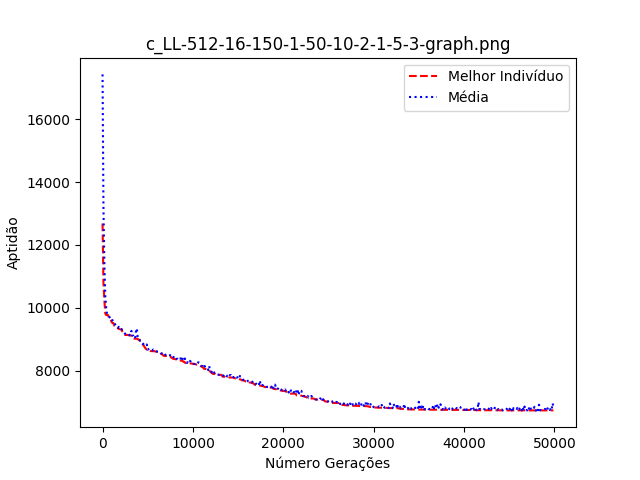 c_LL-512-16-150-1-50-10-2-1-5-3-graph.png
Melhor Indivíduo
Média
Aptidão
16000
14000
12000
10000
8000
0 10000 20000 30000 40000 50000
Número Gerações